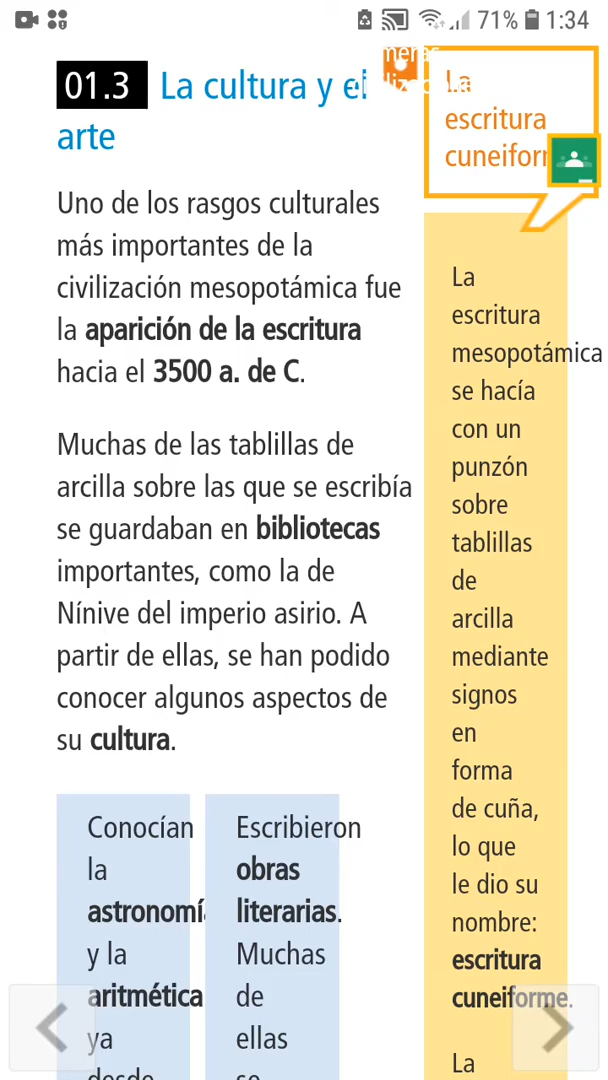 71% 1:34
01.3 La cultura y el
arte
Uno de los rasgos culturales
más importantes de la
civilización mesopotámica fue
la aparición de la escritura
hacia el 3500 a. de C.
Muchas de las tablillas de
arcilla sobre las que se escribía
se guardaban en bibliotecas
importantes, como la de
Nínive del imperio asirio. A
partir de ellas, se han podido
conocer algunos aspectos de
su cultura.
Conocían
la
astronomía
y la
aritmética
ya
desde
Escribieron
obras
literarias.
Muchas
de
ellas
se
La
escritura
cuneifor
La
escritura
mesopotámica
se hacía
con un
punzón
sobre
tablillas
de
arcilla
mediante
signos
en
forma
de cuña,
lo que
le dio su
nombre:
escritura
cuneiforme.
La